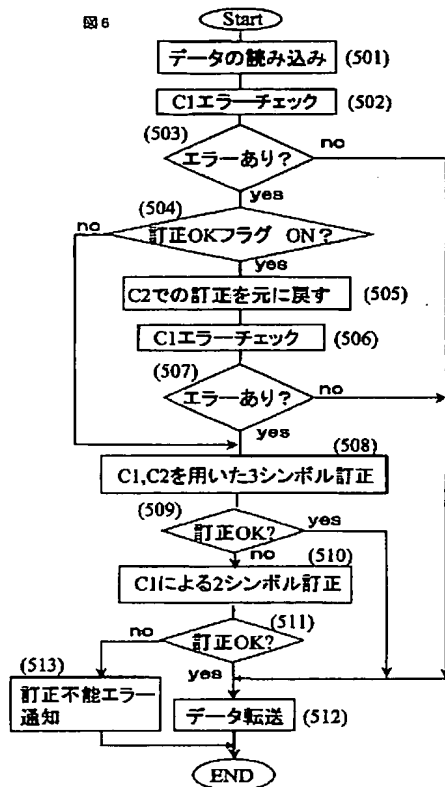 図6
Start
データの読み込み (501)
C1エラーチェック (502)
(503)
エラーあり? no
yes
(504)
no 訂正OKフラグ ON?
yes
C2での訂正を元に戻す (505)
C1エラーチェック (506)
(507)
エラーあり? no
yes
(508)
C1,C2を用いた3シンボル訂正
(509)
訂正OK? yes
no (510)
C1による2シンボル訂正
(511)
no 訂正OK?
yes
(513)
訂正不能エラー
通知
データ転送 (512)
END